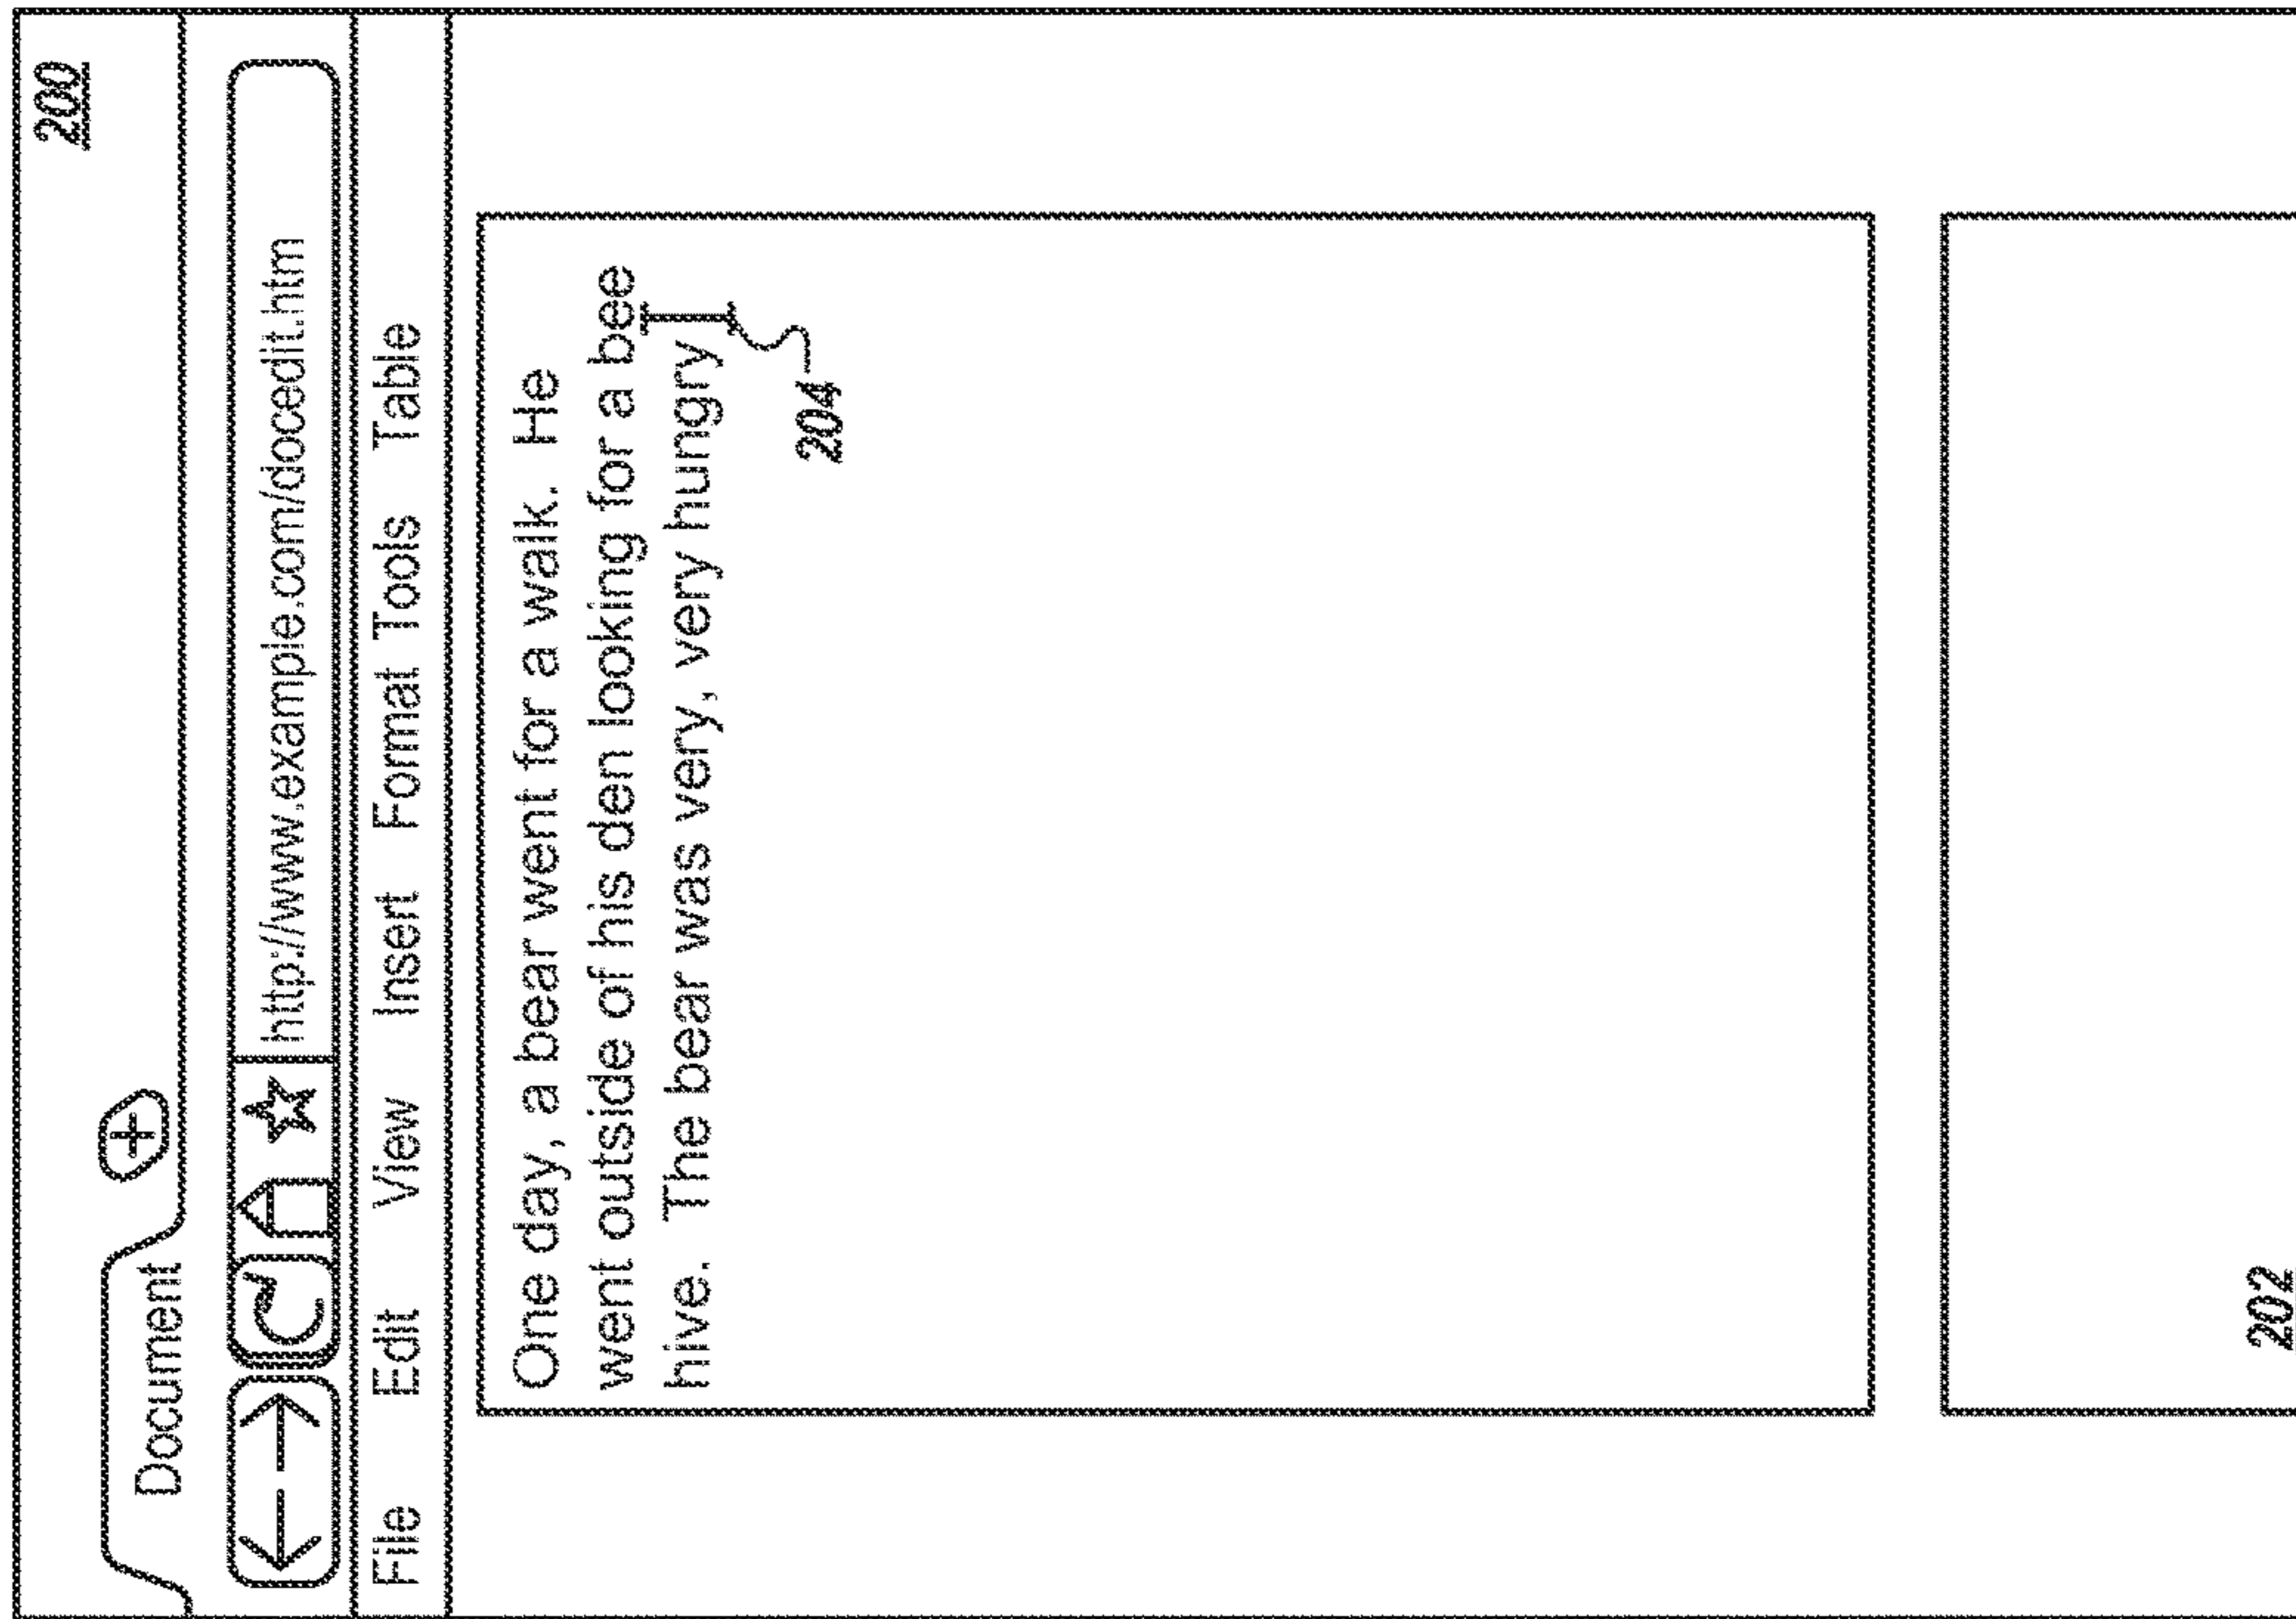 200
Document
http://www.example.com/docedit.htm
File Edit View Insert Format Tools Table
One day, a bear went for a walk. He
went outside of his den looking for a bee
hive. The bear was very, very hungry
204
202